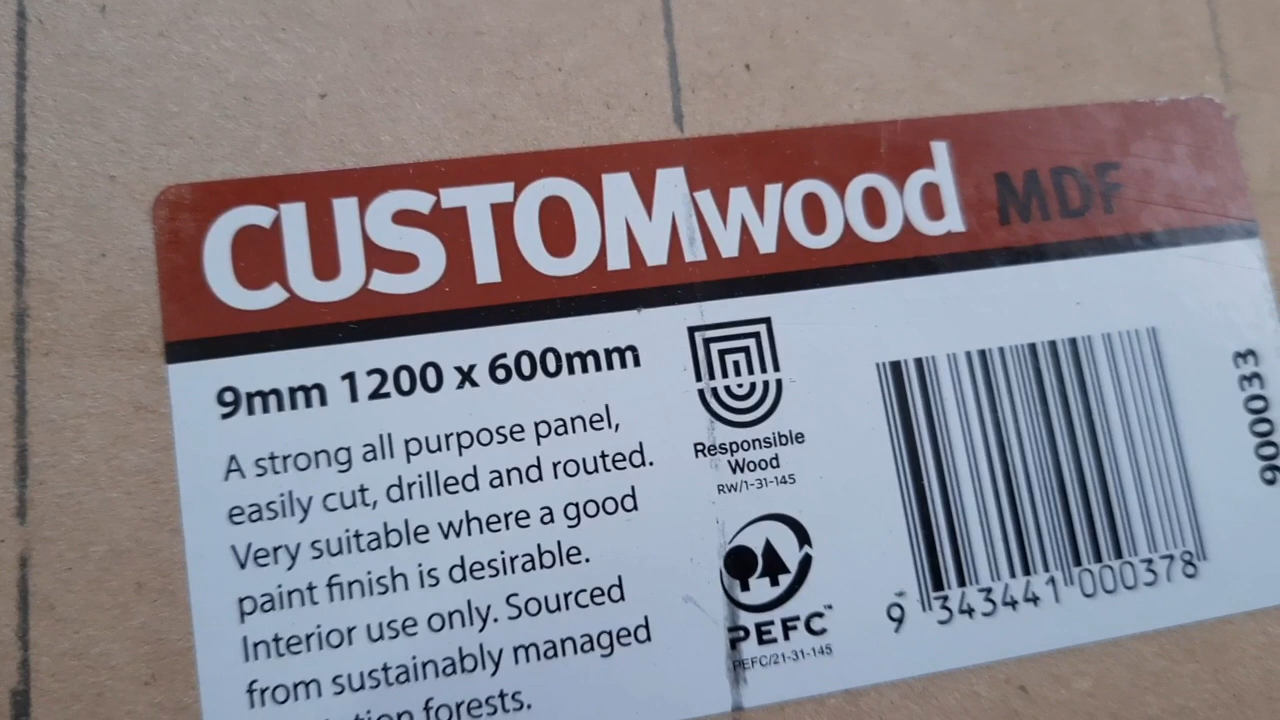 CUSTOMwood MDF
9mm 1200 x 600mm
A strong all purpose panel,
easily cut, drilled and routed.
Very suitable where a good
paint finish is desirable.
Interior use only. Sourced
from sustainably managed
forests.
Responsible
Wood
RW/1-31-145
PEFC™
PEFC/21-31-145
9 343441 000378
900033